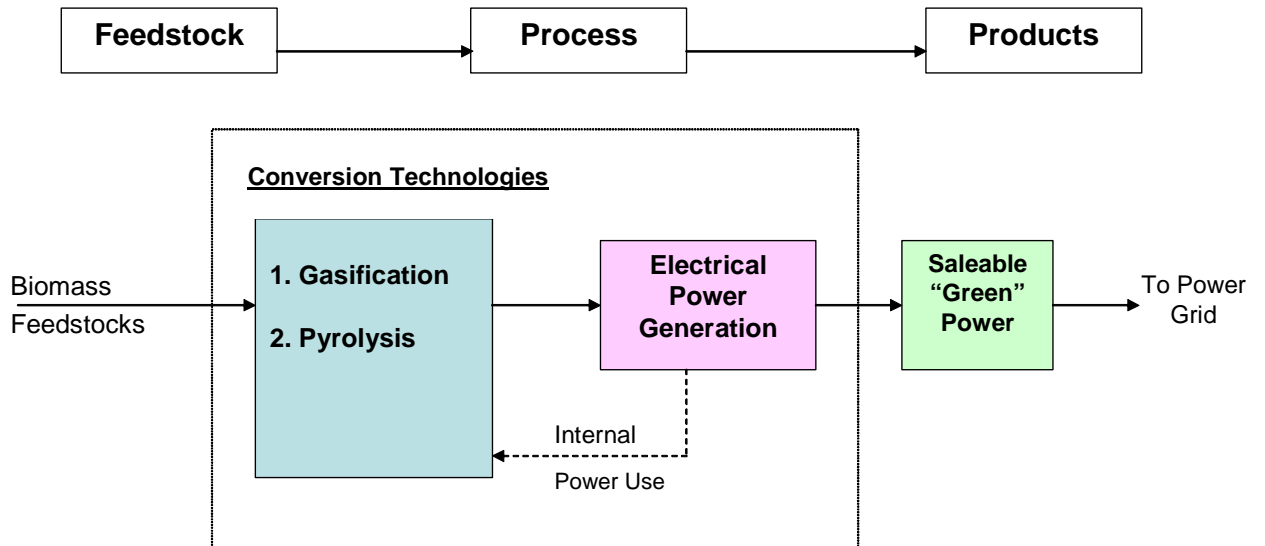 Feedstock
Process
Products
Conversion Technologies
Biomass
Feedstocks
1. Gasification
2. Pyrolysis
Electrical
Power
Generation
Saleable
“Green”
Power
To Power
Grid
Internal
Power Use